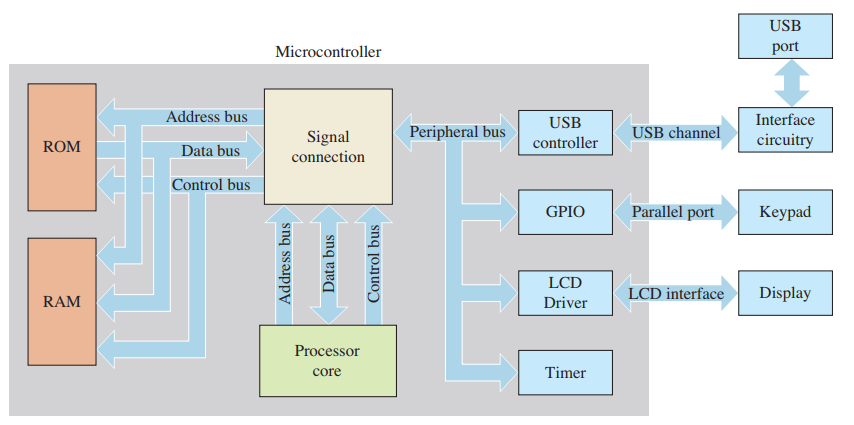 USB
port
Microcontroller
ROM
Address bus
Data bus
Control bus
Signal
connection
Peripheral bus
USB
controller
USB channel
Interface
circuitry
GPIO
Parallel port
Keypad
RAM
Address bus
Data bus
Control bus
LCD
Driver
LCD interface
Display
Processor
core
Timer